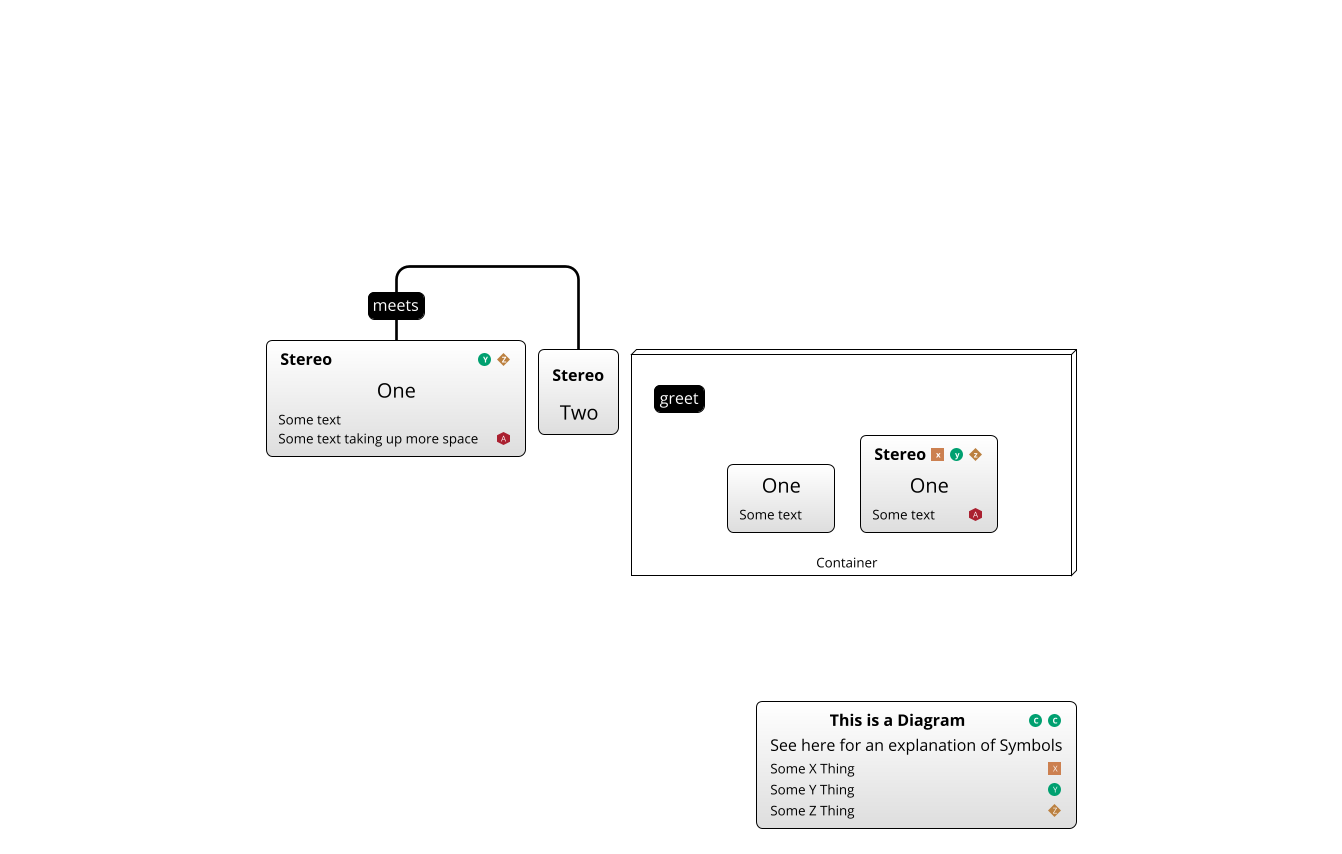 meets
Stereo Y Z
One
Some text
Some text taking up more space A
Stereo
Two
greet
One
Some text
Stereo x y z
One
Some text A
Container
This is a Diagram C C
See here for an explanation of Symbols
Some X Thing X
Some Y Thing Y
Some Z Thing Z